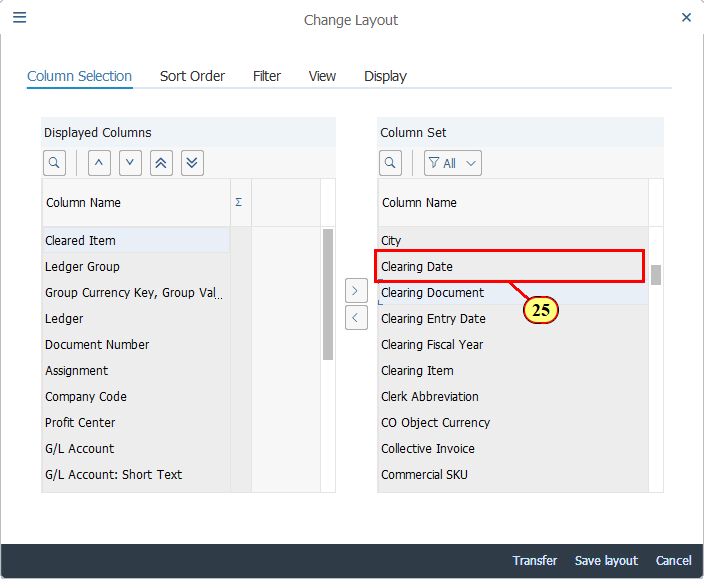 Change Layout
Column Selection Sort Order Filter View Display
Displayed Columns
Column Name Σ
Cleared Item
Ledger Group
Group Currency Key, Group Val..
Ledger
Document Number
Assignment
Company Code
Profit Center
G/L Account
G/L Account: Short Text
Column Set
All
Column Name
City
Clearing Date
Clearing Document
25
Clearing Entry Date
Clearing Fiscal Year
Clearing Item
Clerk Abbreviation
CO Object Currency
Collective Invoice
Commercial SKU
Transfer Save layout Cancel